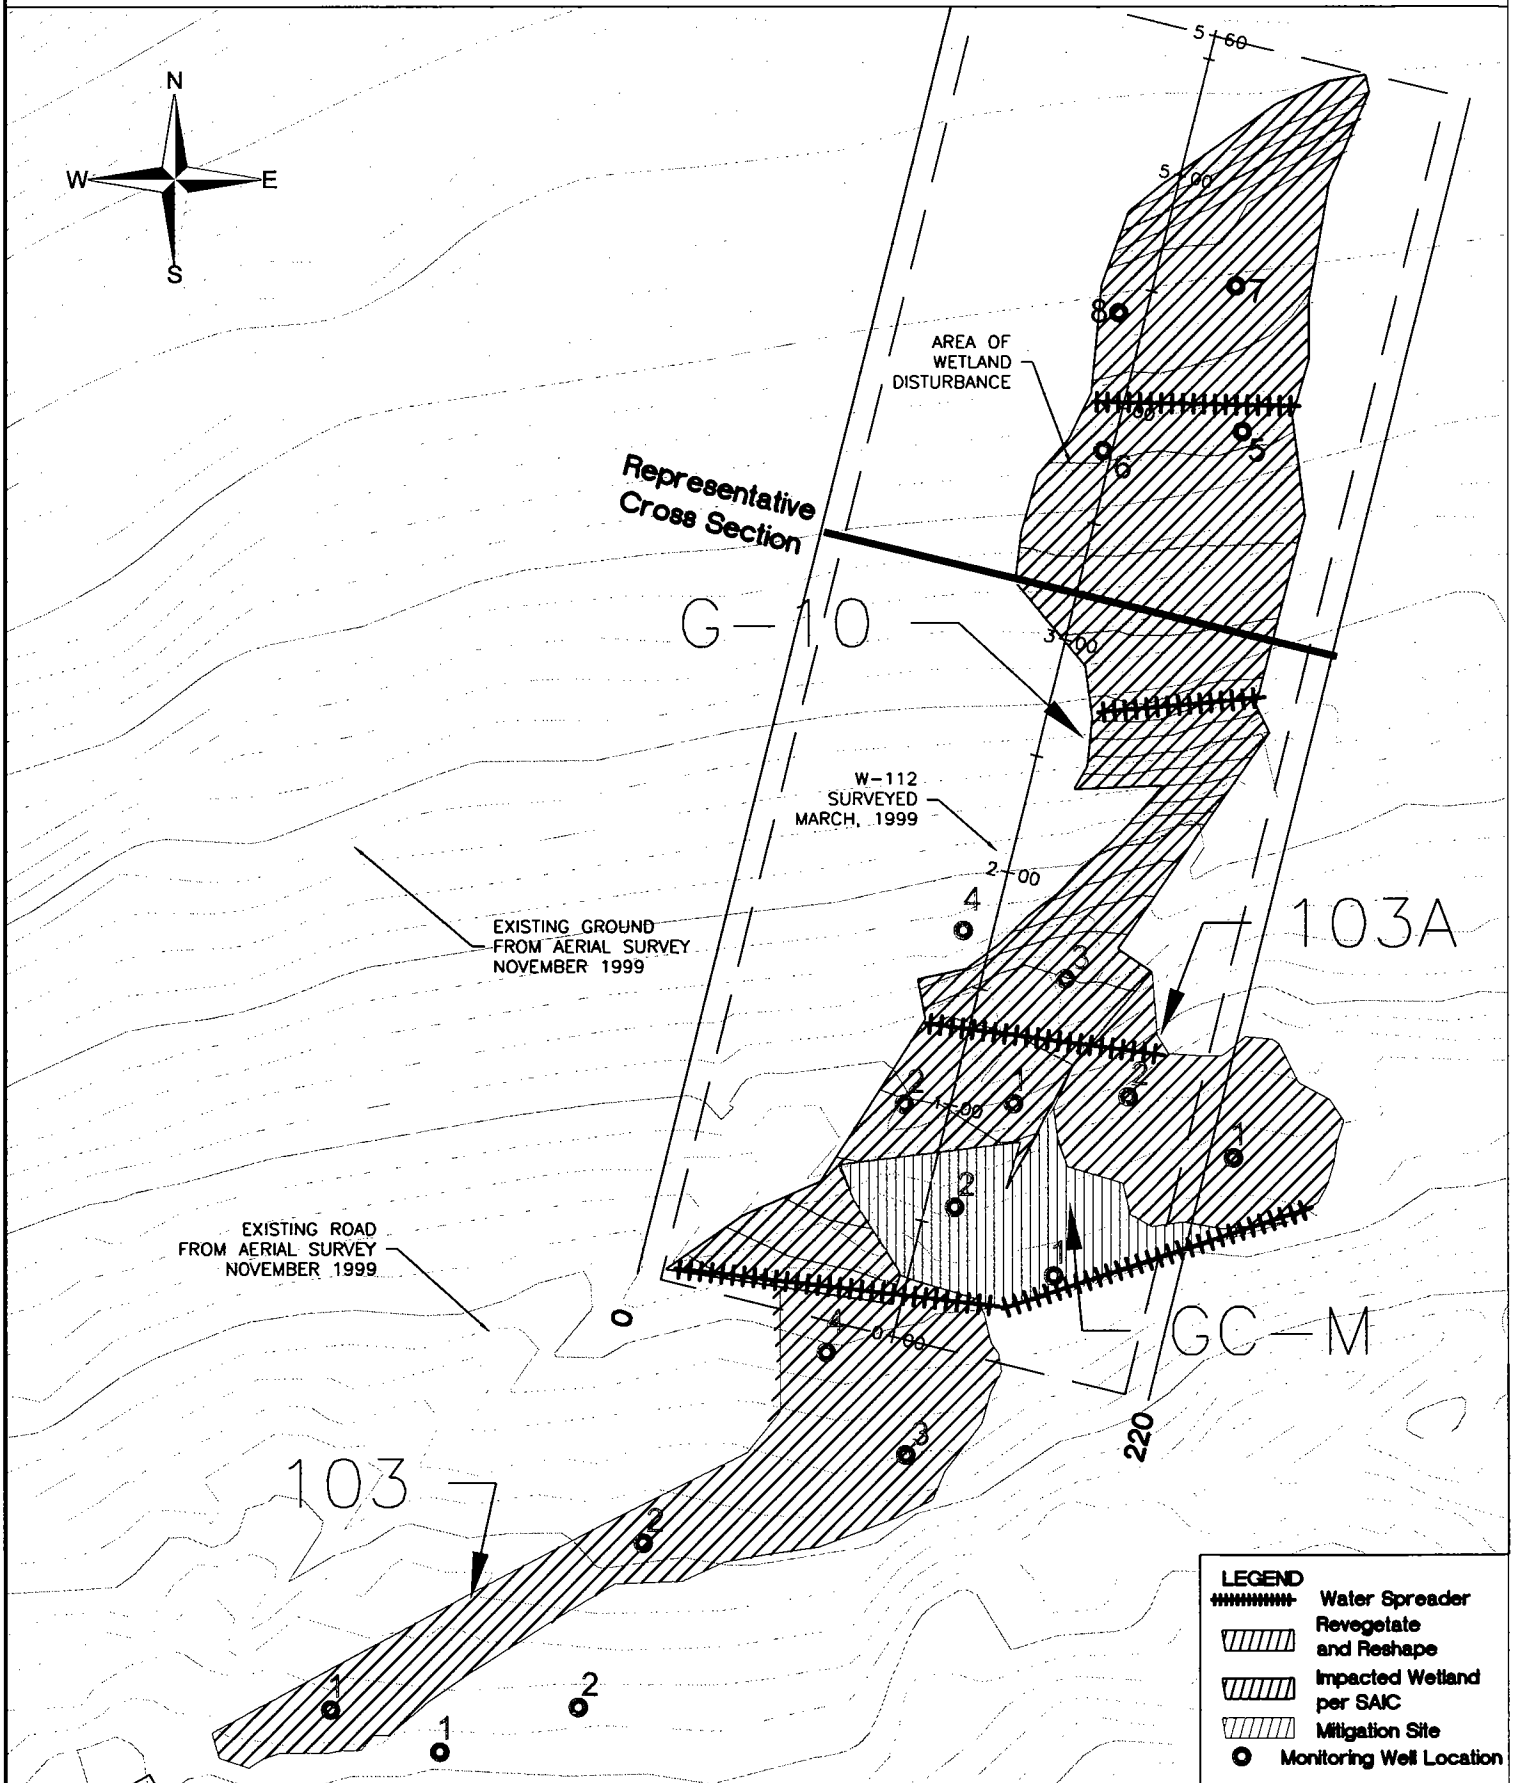 5+60
N
W E
S
5+00
7
8
AREA OF
WETLAND
DISTURBANCE
5
6
Representative
Cross Section
G-10
3+00
W-112
SURVEYED
MARCH, 1999
2+00
4
103A
EXISTING GROUND
FROM AERIAL SURVEY
NOVEMBER 1999
3
2
1
2
1+00
1
2
EXISTING ROAD
FROM AERIAL SURVEY
NOVEMBER 1999
1
0
4
0+00
GC-M
220
3
103
2
1
2
1
LEGEND
Water Spreader
Revegetate
and Reshape
Impacted Wetland
per SAIC
Mitigation Site
Monitoring Well Location